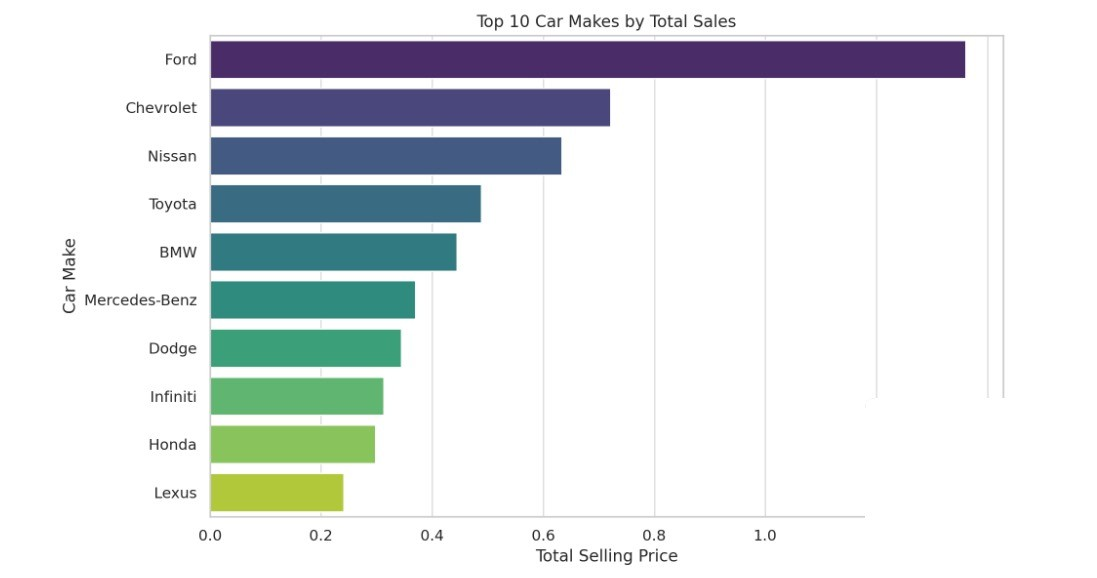 Top 10 Car Makes by Total Sales
Ford
Chevrolet
Nissan
Toyota
BMW
Car Make
Mercedes-Benz
Dodge
Infiniti
Honda
Lexus
0.0 0.2 0.4 0.6 0.8 1.0
Total Selling Price